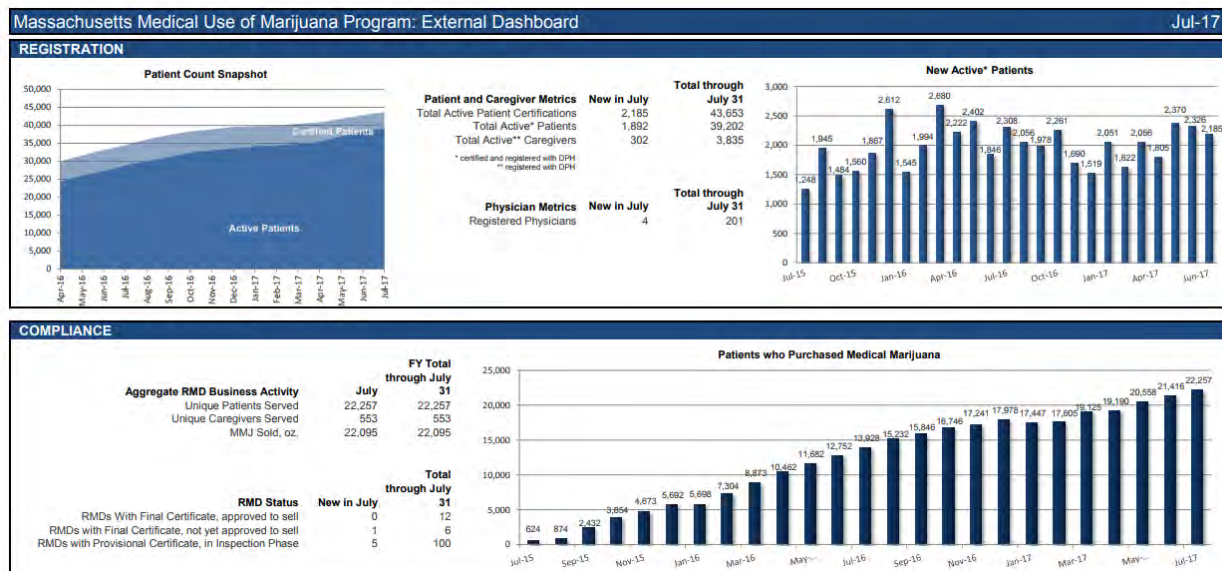 Massachusetts Medical Use of Marijuana Program: External Dashboard Jul-17
REGISTRATION
Patient Count Snapshot
50,000
45,000
40,000
35,000
30,000
25,000
20,000
15,000
10,000
5,000
0
Certified Patients
Active Patients
Apr-16 May-16 Jun-16 Jul-16 Aug-16 Sep-16 Oct-16 Nov-16 Dec-16 Jan-17 Feb-17 Mar-17 Apr-17 May-17 Jun-17 Jul-17
Total through
Patient and Caregiver Metrics New in July July 31
Total Active Patient Certifications 2,185 43,653
Total Active* Patients 1,892 39,202
Total Active** Caregivers 302 3,835
* certified and registered with DPH
** registered with DPH
Total through
Physician Metrics New in July July 31
Registered Physicians 4 201
New Active* Patients
3,000
2,500
2,000
1,500
1,000
500
0
1,248 1,945 1,484 1,560 1,867 2,612 1,545 1,994 2,680 2,222 2,402 1,846 2,308 2,056 1,978 2,261 1,690 1,519 2,051 1,622 2,056 1,805 2,370 2,326 2,185
Jul-15 Oct-15 Jan-16 Apr-16 Jul-16 Oct-16 Jan-17 Apr-17 Jun-17
COMPLIANCE
FY Total
through July
Aggregate RMD Business Activity July 31
Unique Patients Served 22,257 22,257
Unique Caregivers Served 553 553
MMJ Sold, oz. 22,095 22,095
Total
through July
RMD Status New in July 31
RMDs With Final Certificate, approved to sell 0 12
RMDs with Final Certificate, not yet approved to sell 1 6
RMDs with Provisional Certificate, in Inspection Phase 5 100
Patients who Purchased Medical Marijuana
25,000
20,000
15,000
10,000
5,000
0
624 874 2,432 3,854 4,673 5,692 5,698 7,304 8,873 10,462 11,682 12,752 13,928 15,232 15,846 16,746 17,241 17,978 17,447 17,605 19,125 19,190 20,558 21,416 22,257
Jul-15 Sep-15 Nov-15 Jan-16 Mar-16 May-... Jul-16 Sep-16 Nov-16 Jan-17 Mar-17 May-... Jul-17